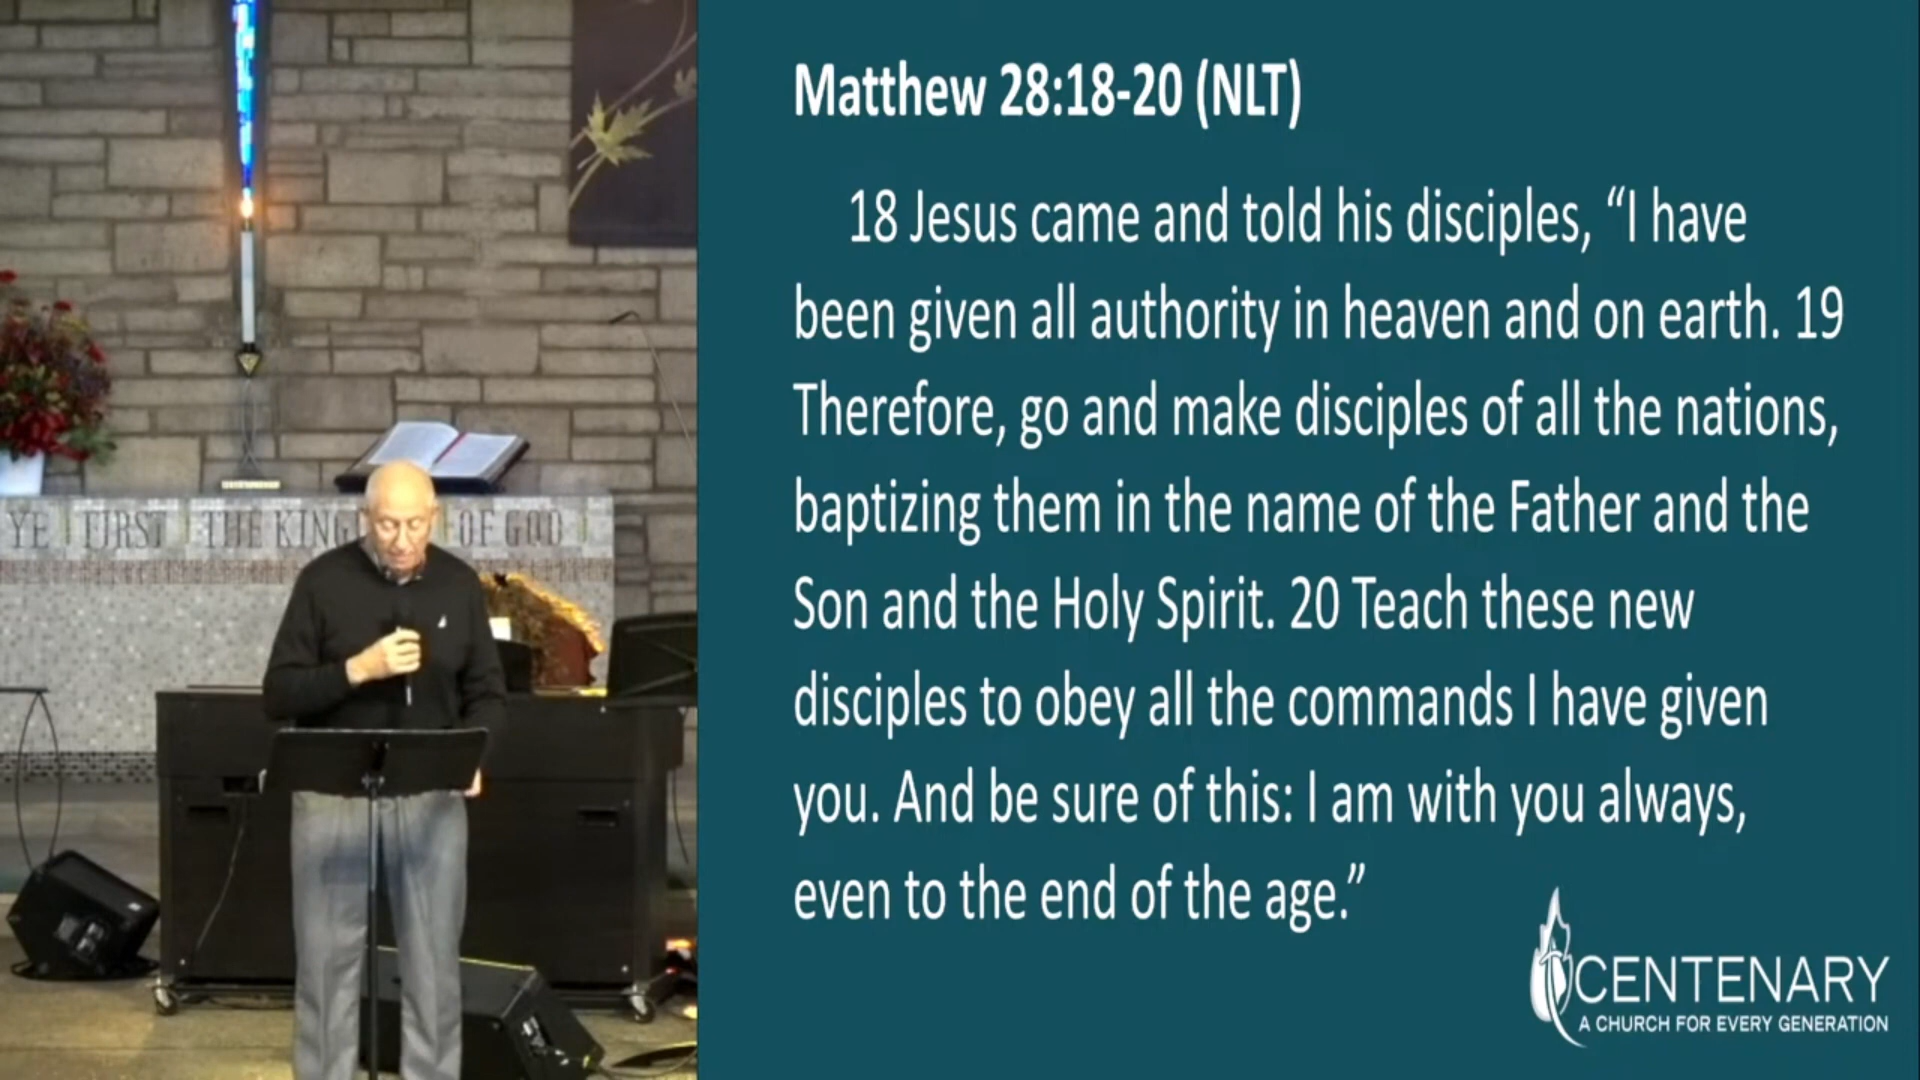 Matthew 28:18-20 (NLT)
18 Jesus came and told his disciples, “I have
been given all authority in heaven and on earth. 19
Therefore, go and make disciples of all the nations,
baptizing them in the name of the Father and the
Son and the Holy Spirit. 20 Teach these new
disciples to obey all the commands I have given
you. And be sure of this: I am with you always,
even to the end of the age.”
CENTENARY
A CHURCH FOR EVERY GENERATION
YE FIRST THE KING OF GOD